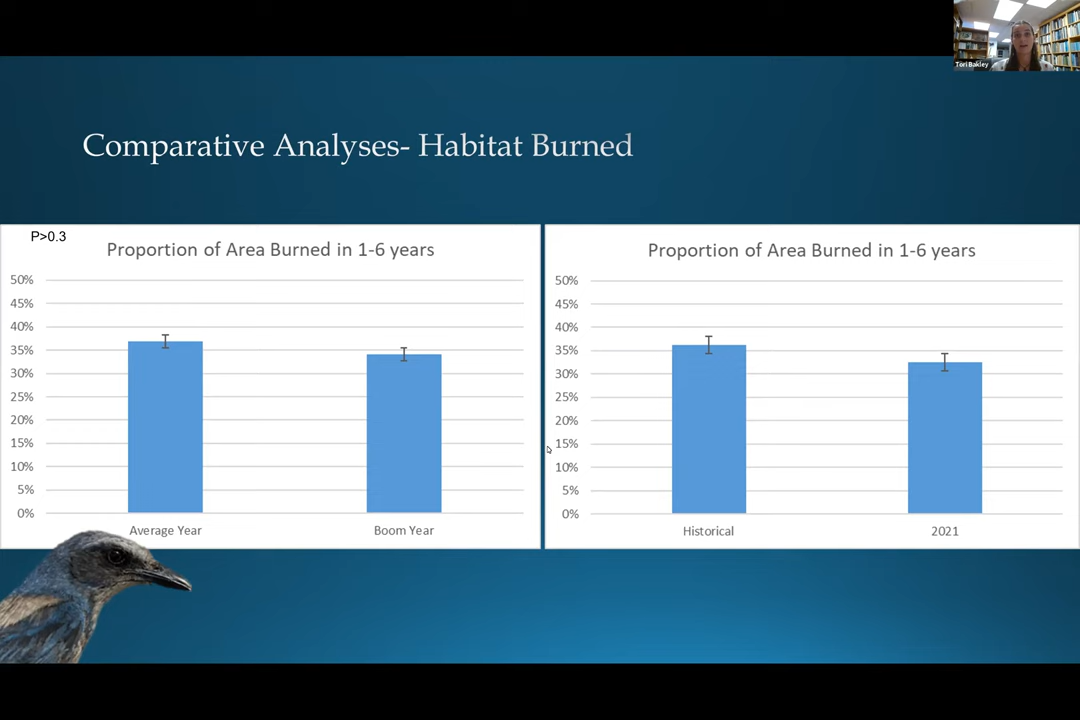 Tori Bakley
Comparative Analyses- Habitat Burned
P>0.3
Proportion of Area Burned in 1-6 years
50%
45%
40%
35%
30%
25%
20%
15%
10%
5%
0%
Average Year
Boom Year
Proportion of Area Burned in 1-6 years
50%
45%
40%
35%
30%
25%
20%
15%
10%
5%
0%
Historical
2021